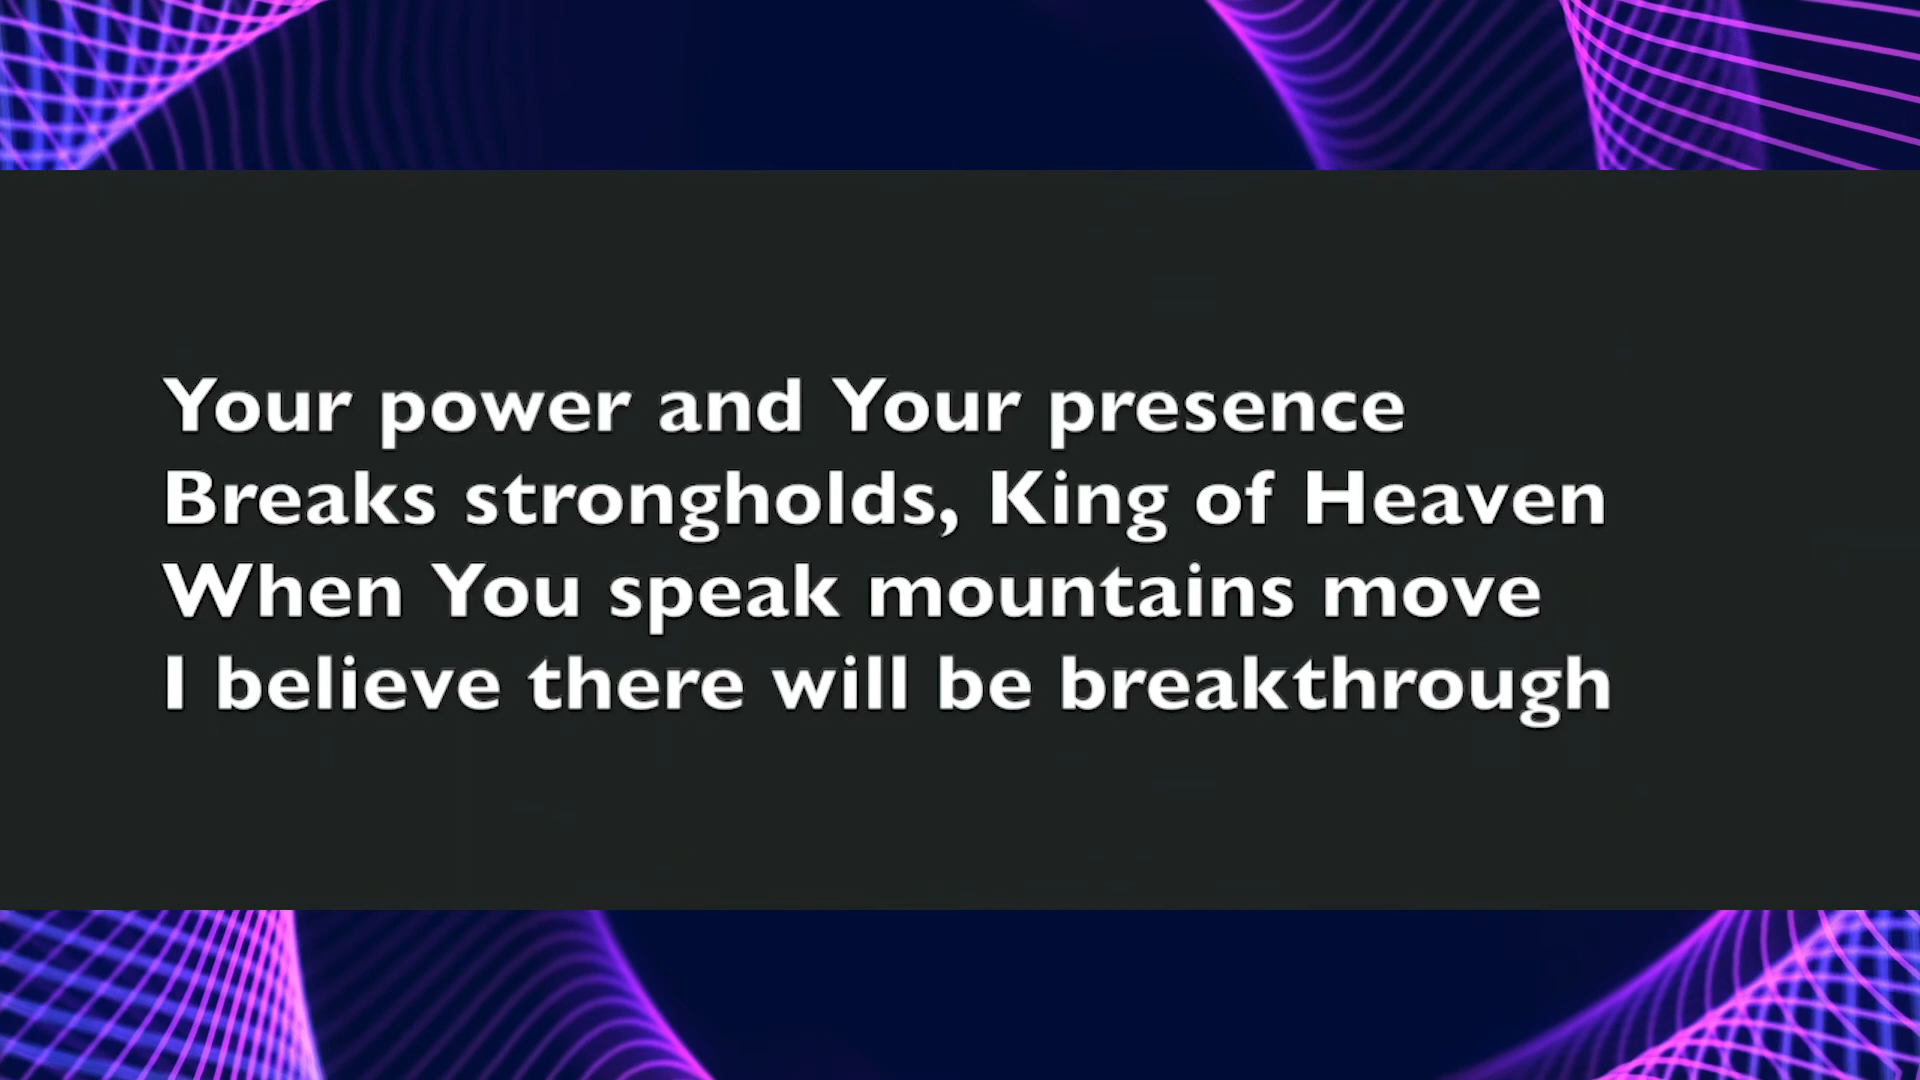 Your power and Your presence
Breaks strongholds, King of Heaven
When You speak mountains move
I believe there will be breakthrough